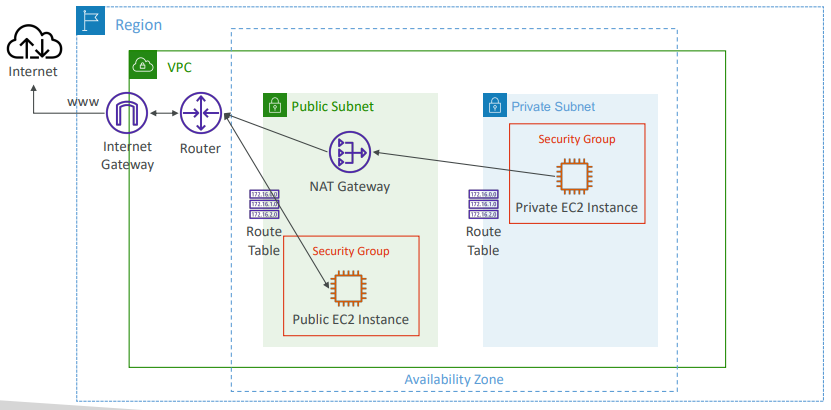 Region
Internet
VPC
www
Internet
Gateway
Router
Public Subnet
Private Subnet
Security Group
NAT Gateway
Private EC2 Instance
172.16.0.0
172.16.1.0
172.16.2.0
Route
Table
172.16.0.0
172.16.1.0
172.16.2.0
Route
Table
Security Group
Public EC2 Instance
Availability Zone